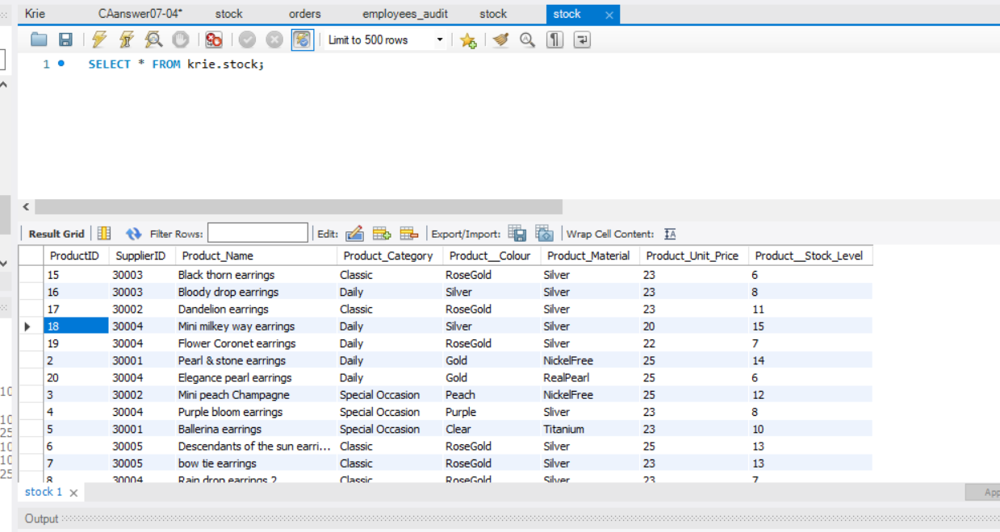 Krie CAanswer07-04* stock orders employees_audit stock stock
Limit to 500 rows
1 SELECT * FROM krie.stock;
Result Grid Filter Rows: Edit: Export/Import: Wrap Cell Content:
ProductID SupplierID Product_Name Product_Category Product__Colour Product_Material Product_Unit_Price Product__Stock_Level
15 30003 Black thorn earrings Classic RoseGold Silver 23 6
16 30003 Bloody drop earrings Daily Silver Silver 23 8
17 30002 Dandelion earrings Classic RoseGold Silver 23 11
18 30004 Mini milkey way earrings Daily Silver Silver 20 15
19 30004 Flower Coronet earrings Daily RoseGold Silver 22 7
2 30001 Pearl & stone earrings Daily Gold NickelFree 25 14
20 30004 Elegance pearl earrings Daily Gold RealPearl 25 6
3 30002 Mini peach Champagne Special Occasion Peach NickelFree 25 12
4 30004 Purple bloom earrings Special Occasion Purple Sliver 23 8
5 30001 Ballerina earrings Special Occasion Clear Titanium 23 10
6 30005 Descendants of the sun earri... Classic RoseGold Silver 25 13
7 30005 bow tie earrings Classic RoseGold Silver 23 13
8 30004 Rain drop earrings 2 Classic RoseGold Silver 23 7
stock 1
App
Output